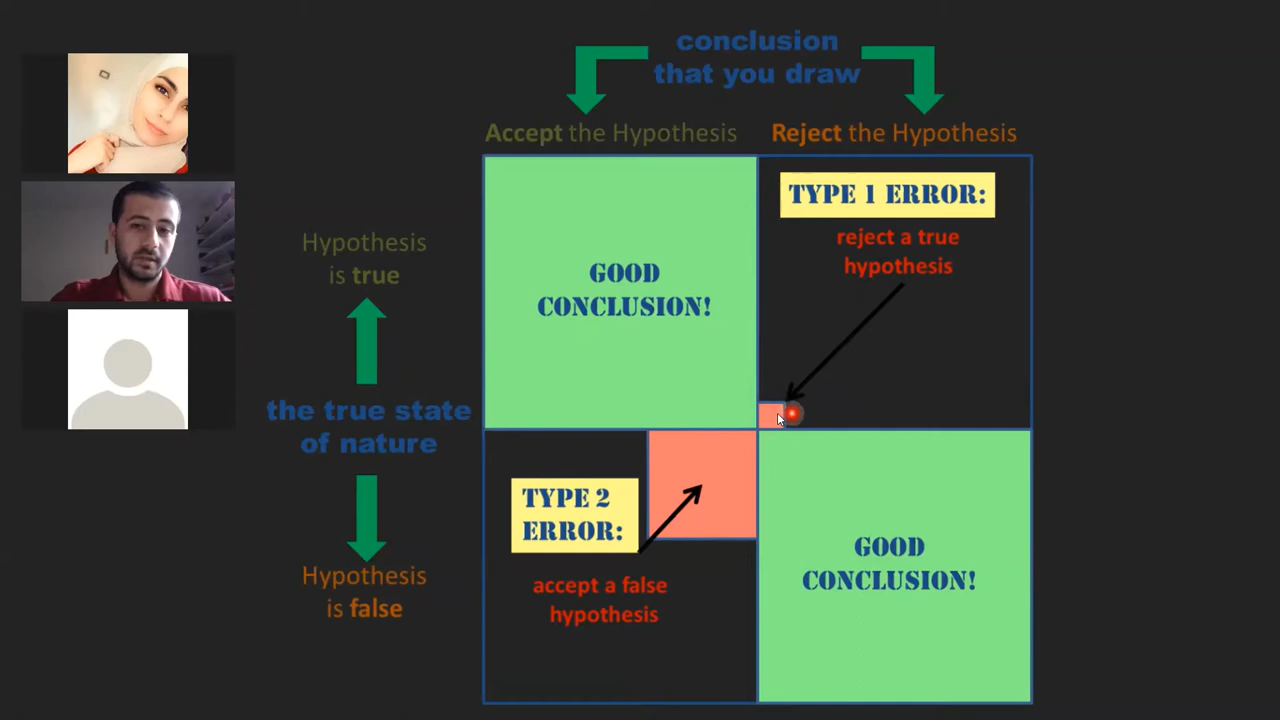 conclusion
that you draw
Accept the Hypothesis
Reject the Hypothesis
TYPE 1 ERROR:
reject a true
hypothesis
Hypothesis
is true
GOOD
CONCLUSION!
the true state
of nature
TYPE 2
ERROR:
accept a false
hypothesis
GOOD
CONCLUSION!
Hypothesis
is false